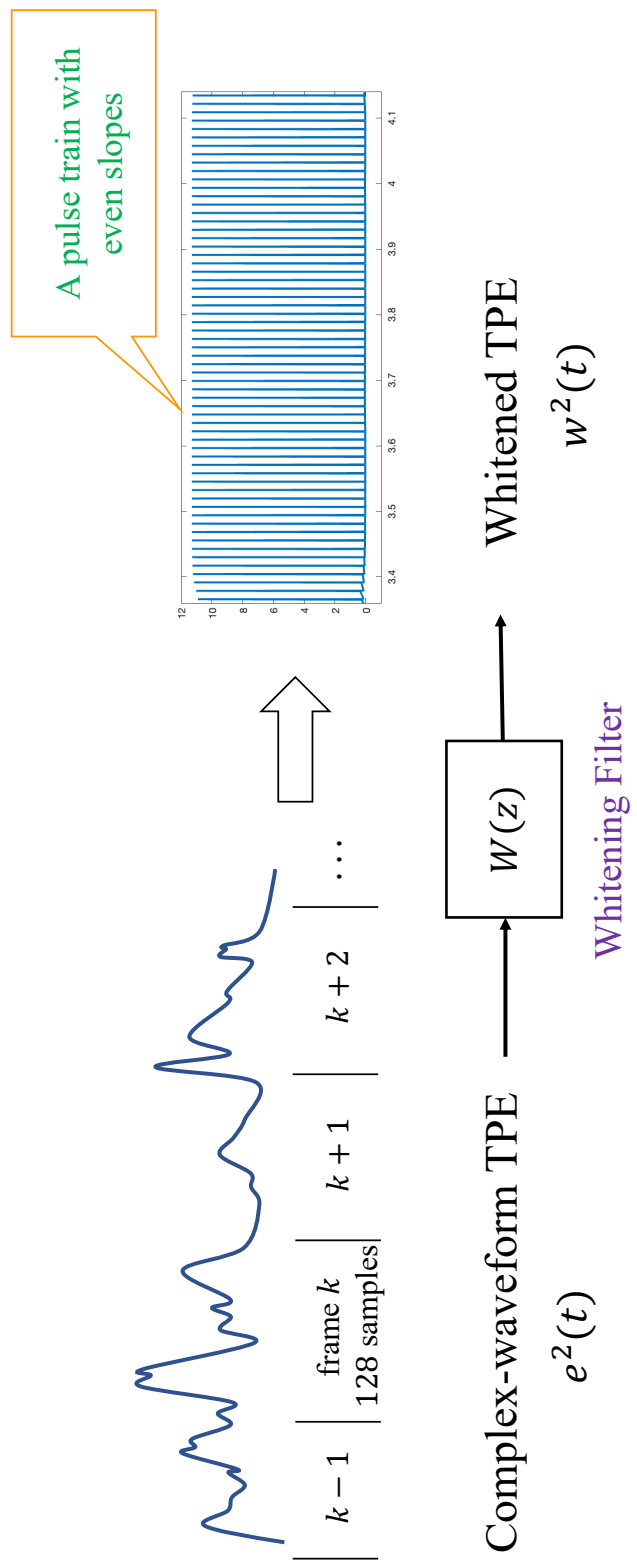 A pulse train with
even slopes
12
10
8
6
4
2
0
3.4
3.5
3.6
3.7
3.8
3.9
4
4.1
k − 1
frame k
128 samples
k + 1
k + 2
…
Complex-waveform TPE
e²(t)
W(z)
Whitening Filter
Whitened TPE
w²(t)